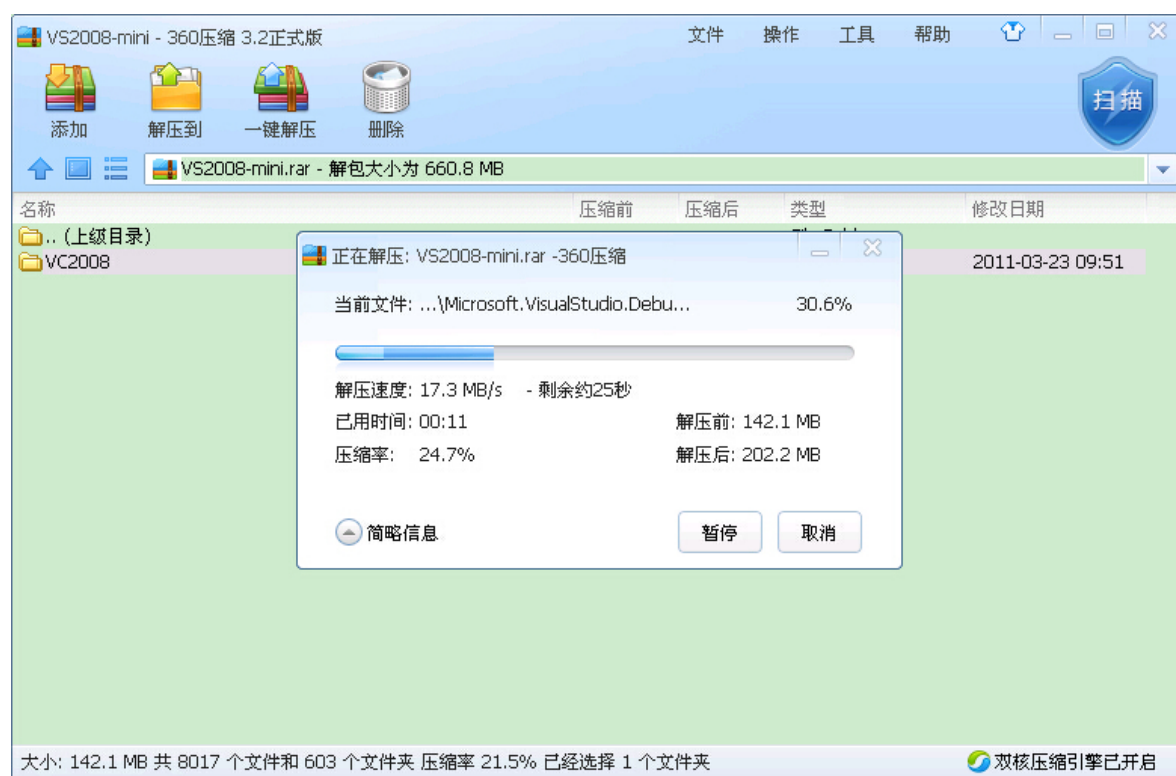 VS2008-mini - 360压缩 3.2正式版 文件 操作 工具 帮助
添加 解压到 一键解压 删除 扫描
VS2008-mini.rar - 解包大小为 660.8 MB
名称 压缩前 压缩后 类型 修改日期
.. (上级目录)
VC2008 2011-03-23 09:51
正在解压: VS2008-mini.rar -360压缩
当前文件: ...\Microsoft.VisualStudio.Debu... 30.6%
解压速度: 17.3 MB/s - 剩余约25秒
已用时间: 00:11 解压前: 142.1 MB
压缩率: 24.7% 解压后: 202.2 MB
简略信息 暂停 取消
大小: 142.1 MB 共 8017 个文件和 603 个文件夹 压缩率 21.5% 已经选择 1 个文件夹 双核压缩引擎已开启